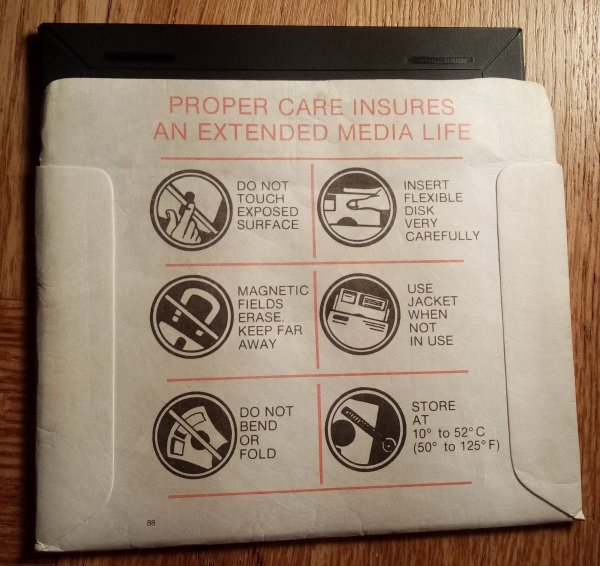 PROPER CARE INSURES
AN EXTENDED MEDIA LIFE
DO NOT
TOUCH
EXPOSED
SURFACE
INSERT
FLEXIBLE
DISK
VERY
CAREFULLY
MAGNETIC
FIELDS
ERASE.
KEEP FAR
AWAY
USE
JACKET
WHEN
NOT
IN USE
DO NOT
BEND
OR
FOLD
STORE
AT
10° to 52°C
(50° to 125°F)
88